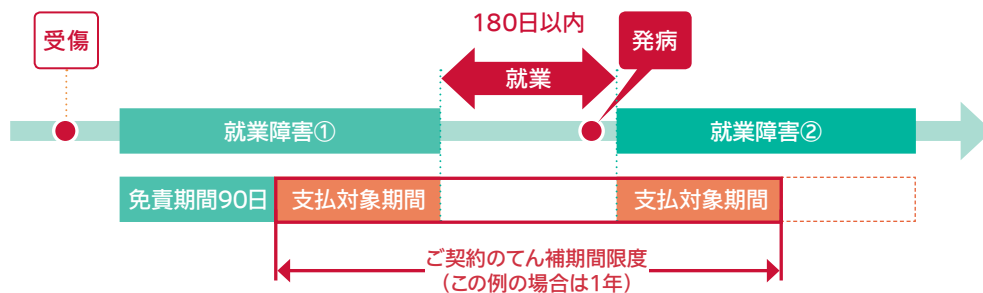 180日以内
受傷
発病
就業
就業障害①
就業障害②
免責期間90日
支払対象期間
支払対象期間
ご契約のてん補期間限度
（この例の場合は1年）